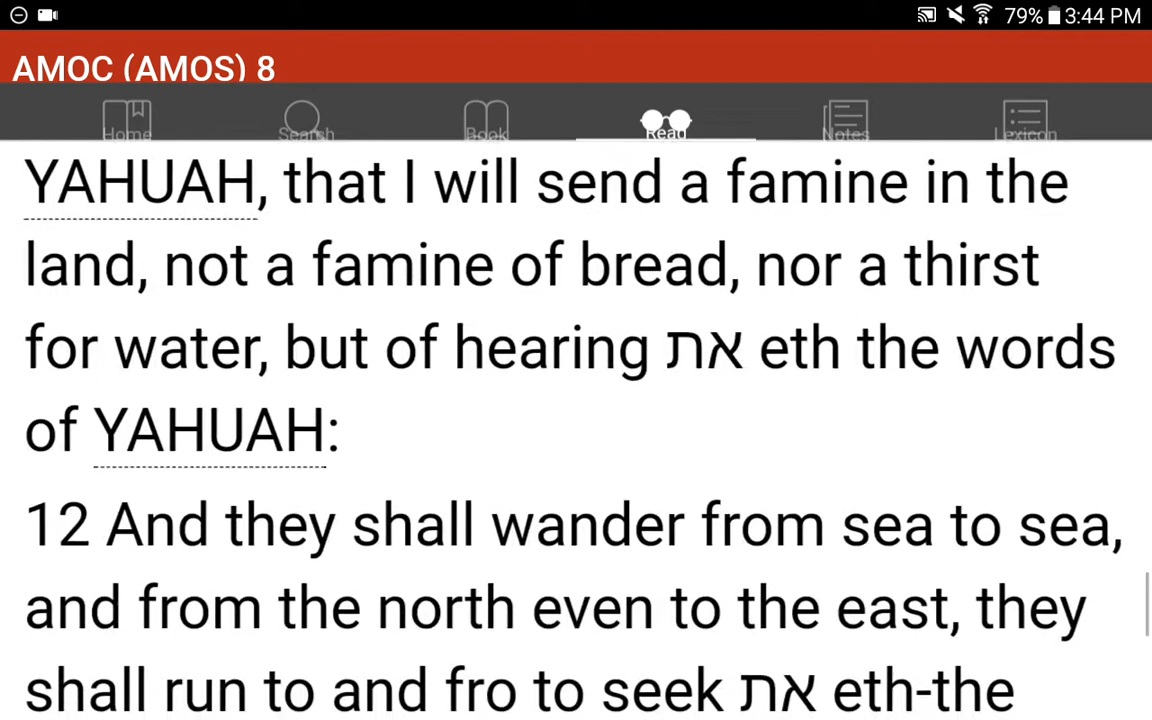 79% 3:44 PM
AMOC (AMOS) 8
Home Search Book Read Notes Lexicon
YAHUAH, that I will send a famine in the
land, not a famine of bread, nor a thirst
for water, but of hearing את eth the words
of YAHUAH:
12 And they shall wander from sea to sea,
and from the north even to the east, they
shall run to and fro to seek את eth-the